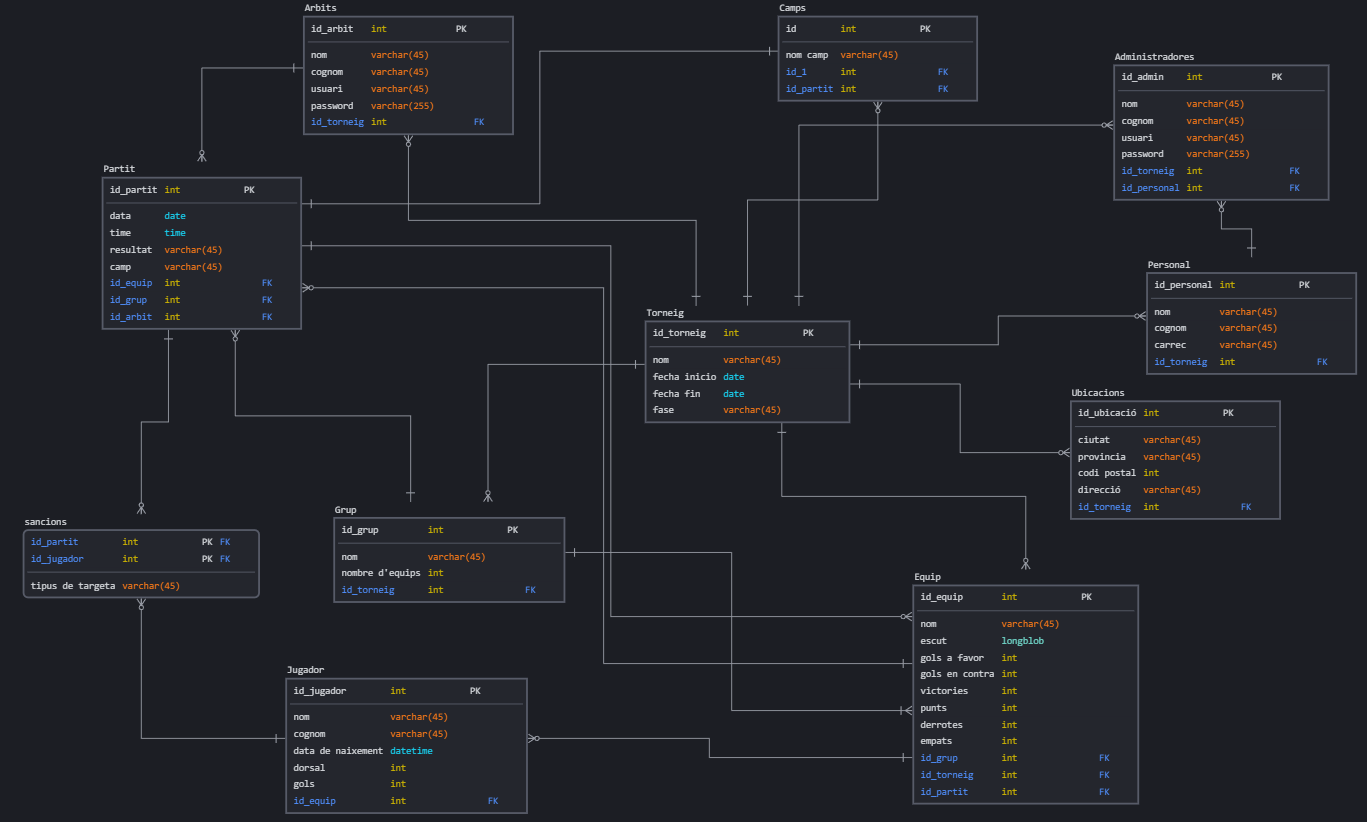 Arbits
id_arbit int PK
nom varchar(45)
cognom varchar(45)
usuari varchar(45)
password varchar(255)
id_torneig int FK
Camps
id int PK
nom camp varchar(45)
id_1 int FK
id_partit int FK
Administradores
id_admin int PK
nom varchar(45)
cognom varchar(45)
usuari varchar(45)
password varchar(255)
id_torneig int FK
id_personal int FK
Partit
id_partit int PK
data date
time time
resultat varchar(45)
camp varchar(45)
id_equip int FK
id_grup int FK
id_arbit int FK
Personal
id_personal int PK
nom varchar(45)
cognom varchar(45)
carrec varchar(45)
id_torneig int FK
Torneig
id_torneig int PK
nom varchar(45)
fecha inicio date
fecha fin date
fase varchar(45)
Ubicacions
id_ubicació int PK
ciutat varchar(45)
provincia varchar(45)
codi postal int
direcció varchar(45)
id_torneig int FK
sancions
id_partit int PK FK
id_jugador int PK FK
tipus de targeta varchar(45)
Grup
id_grup int PK
nom varchar(45)
nombre d'equips int
id_torneig int FK
Equip
id_equip int PK
nom varchar(45)
escut longblob
gols a favor int
gols en contra int
victories int
punts int
derrotes int
empats int
id_grup int FK
id_torneig int FK
id_partit int FK
Jugador
id_jugador int PK
nom varchar(45)
cognom varchar(45)
data de naixement datetime
dorsal int
gols int
id_equip int FK